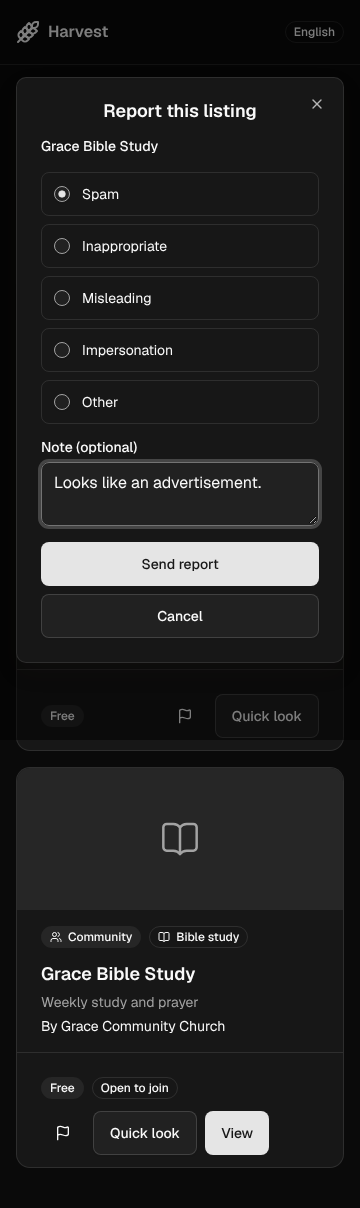 Harvest
English
Report this listing
Grace Bible Study
Spam
Inappropriate
Misleading
Impersonation
Other
Note (optional)
Looks like an advertisement.
Send report
Cancel
Free
Quick look
Community
Bible study
Grace Bible Study
Weekly study and prayer
By Grace Community Church
Free
Open to join
Quick look
View